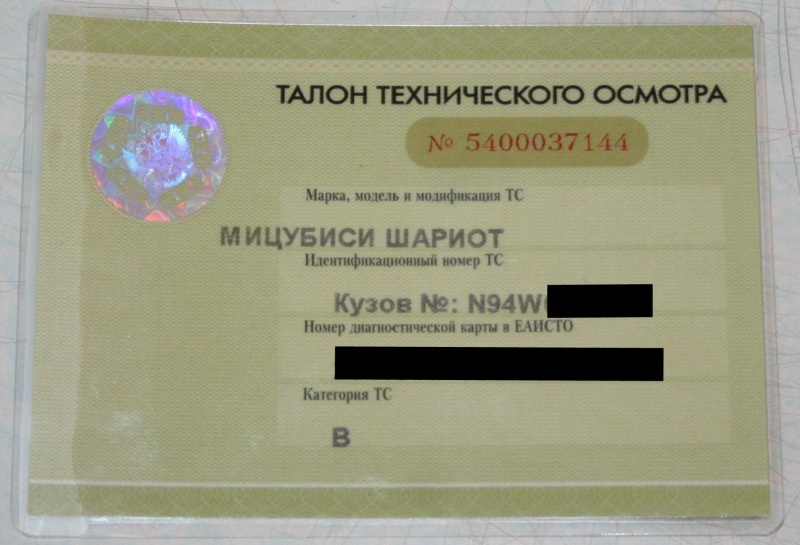 ТАЛОН ТЕХНИЧЕСКОГО ОСМОТРА
№ 5400037144
Марка, модель и модификация ТС
МИЦУБИСИ ШАРИОТ
Идентификационный номер ТС
Кузов №: N94W
Номер диагностической карты в ЕАИСТО
Категория ТС
В